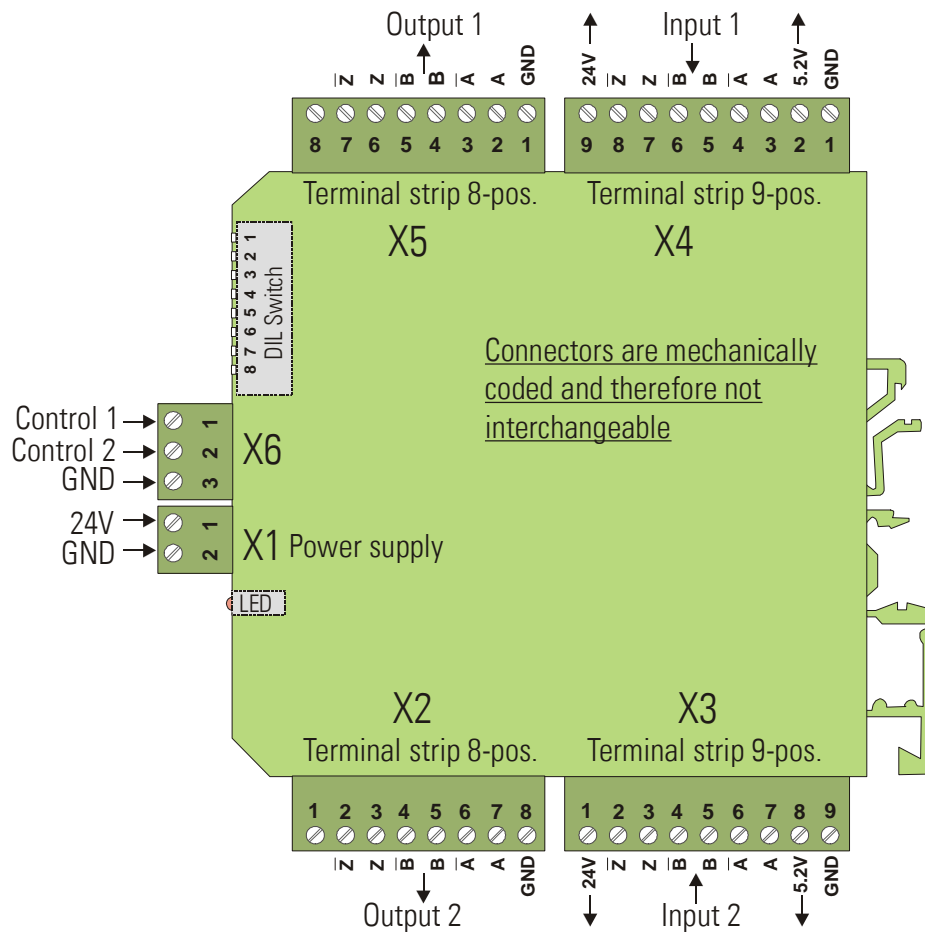 Output 1 Input 1
Z̅ Z B̅ B A̅ A GND 24V Z̅ Z B̅ B A̅ A 5.2V GND
8 7 6 5 4 3 2 1 9 8 7 6 5 4 3 2 1
Terminal strip 8-pos. Terminal strip 9-pos.
X5 X4
8 7 6 5 4 3 2 1
DIL Switch
Connectors are mechanically
coded and therefore not
interchangeable
Control 1 1
Control 2 2
GND 3
X6
24V 1
GND 2
X1 Power supply
LED
X2 X3
Terminal strip 8-pos. Terminal strip 9-pos.
1 2 3 4 5 6 7 8 1 2 3 4 5 6 7 8 9
Z̅ Z B̅ B A̅ A GND 24V Z̅ Z B̅ B A̅ A 5.2V GND
Output 2 Input 2